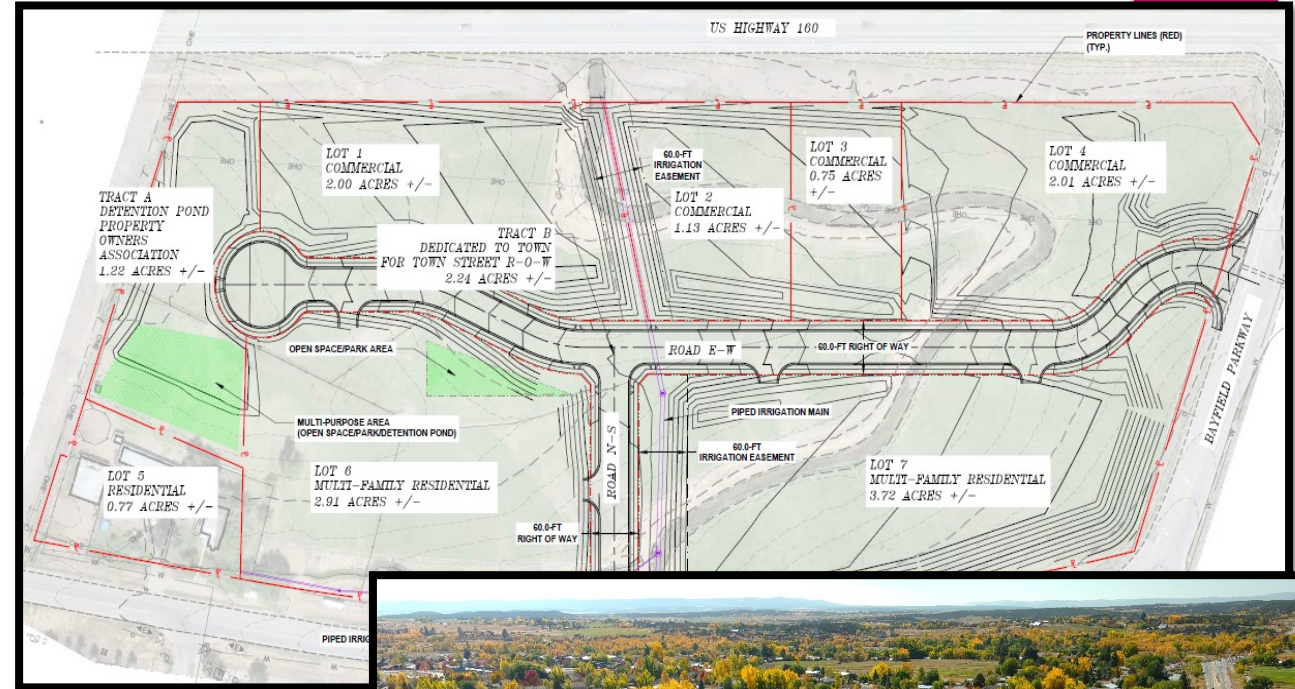 US HIGHWAY 160
PROPERTY LINES (RED)
(TYP.)
LOT 1
COMMERCIAL
2.00 ACRES +/-
60.0-FT
IRRIGATION
EASEMENT
LOT 2
COMMERCIAL
1.13 ACRES +/-
LOT 3
COMMERCIAL
0.75 ACRES
+/-
LOT 4
COMMERCIAL
2.01 ACRES +/-
TRACT A
DETENTION POND
PROPERTY
OWNERS
ASSOCIATION
1.22 ACRES +/-
TRACT B
DEDICATED TO TOWN
FOR TOWN STREET R-O-W
2.24 ACRES +/-
OPEN SPACE/PARK AREA
ROAD E-W
60.0-FT RIGHT OF WAY
BAYFIELD PARKWAY
MULTI-PURPOSE AREA
(OPEN SPACE/PARK/DETENTION POND)
PIPED IRRIGATION MAIN
60.0-FT
IRRIGATION EASEMENT
ROAD N-S
LOT 5
RESIDENTIAL
0.77 ACRES +/-
LOT 6
MULTI-FAMILY RESIDENTIAL
2.91 ACRES +/-
LOT 7
MULTI-FAMILY RESIDENTIAL
3.72 ACRES +/-
60.0-FT
RIGHT OF WAY
PIPED IRRIG